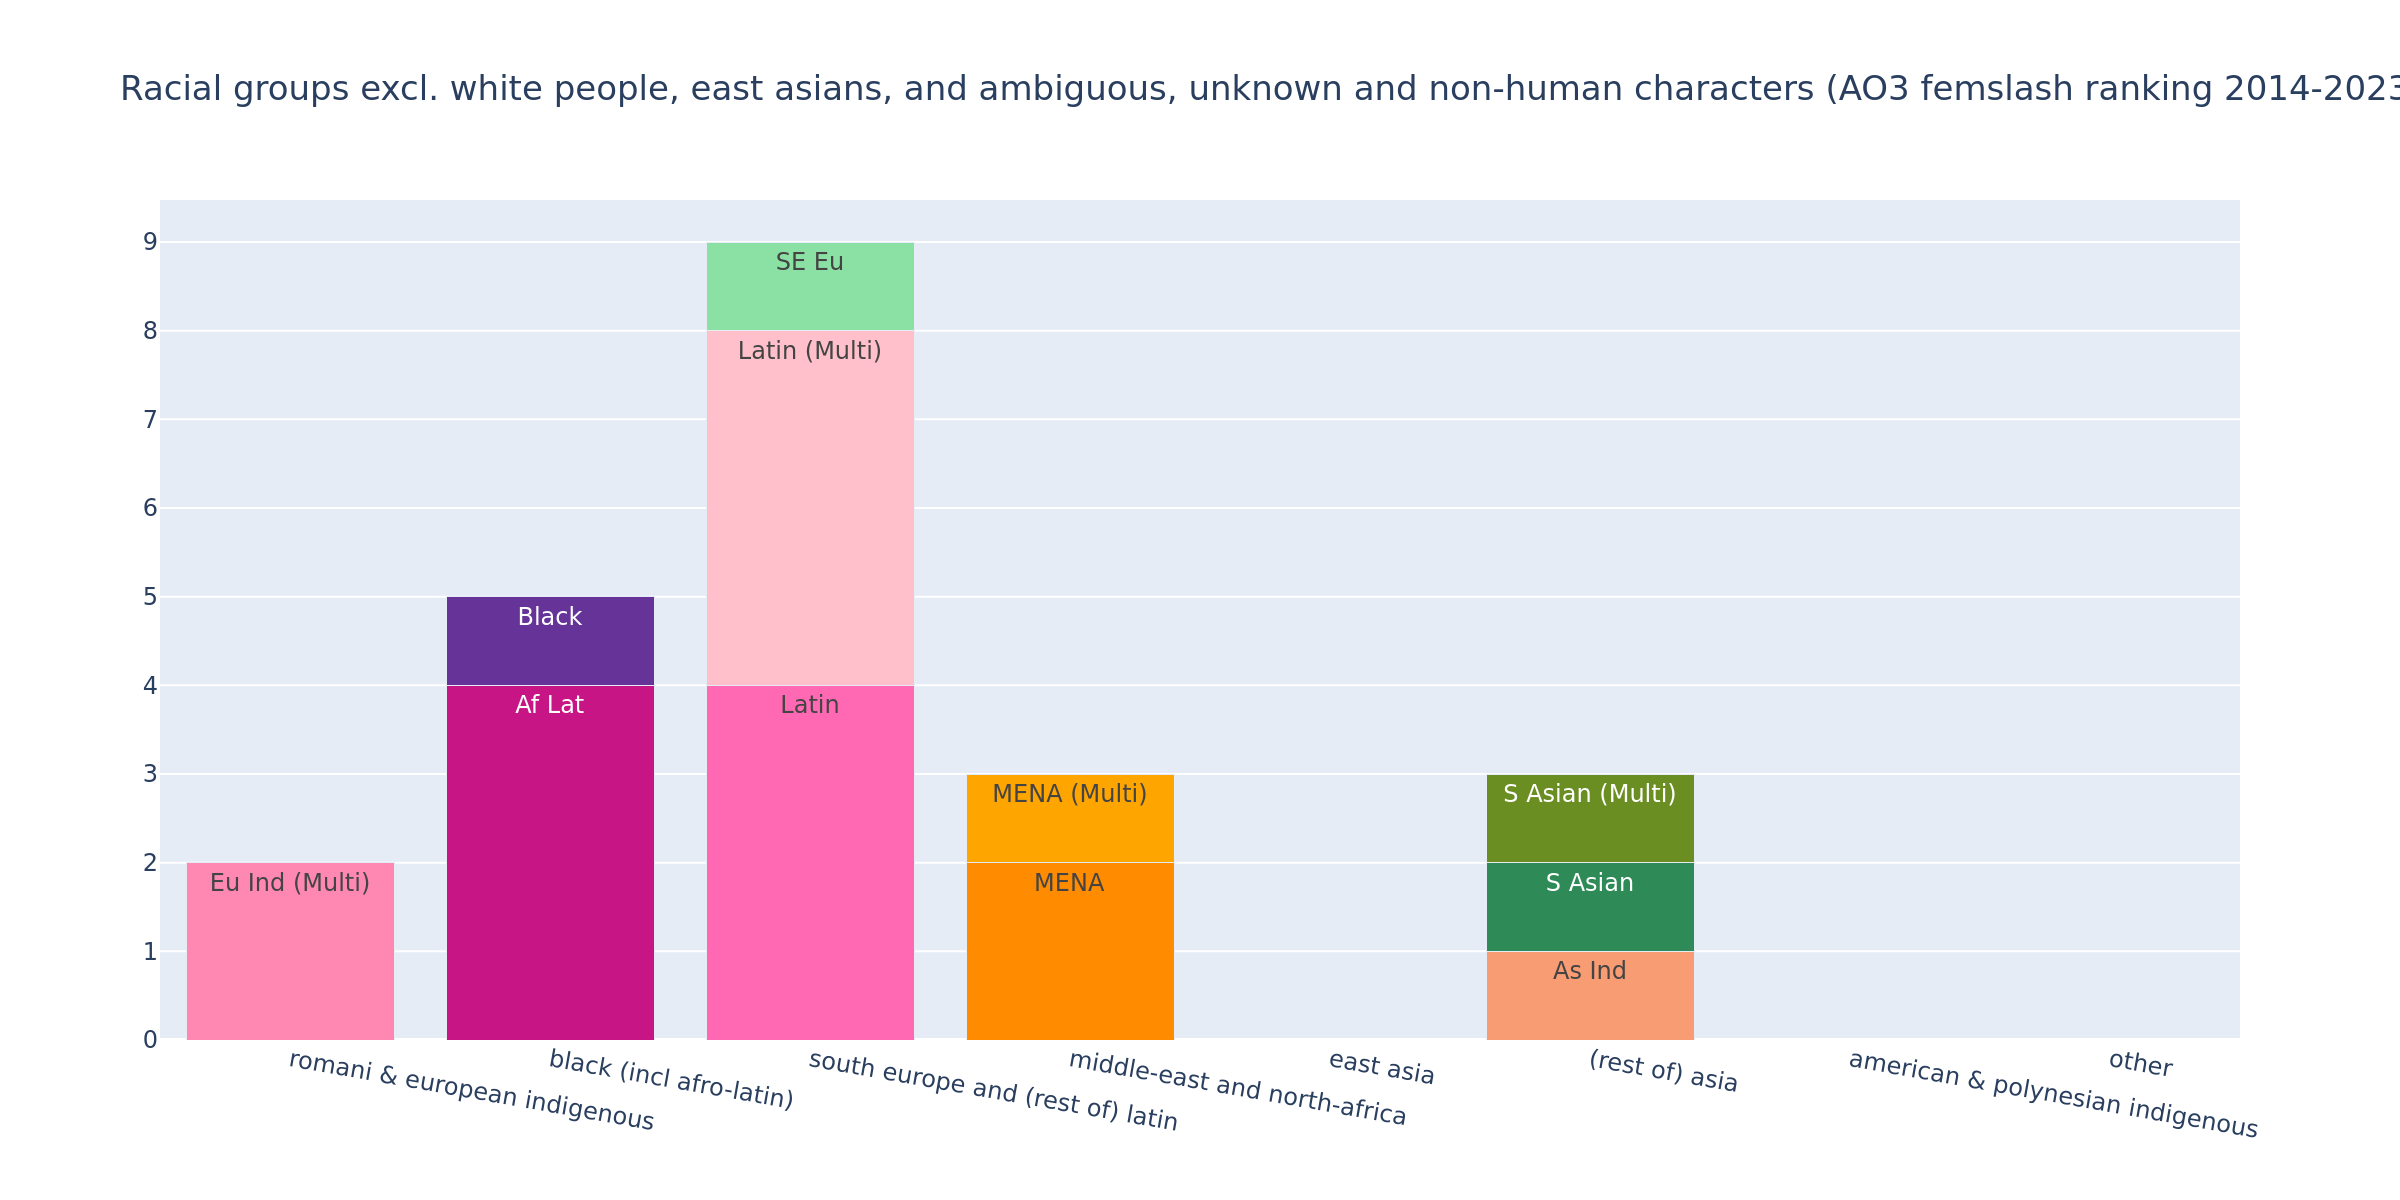 Racial groups excl. white people, east asians, and ambiguous, unknown and non-human characters (AO3 femslash ranking 2014-2023
9
8
7
6
5
4
3
2
1
0
SE Eu
Latin (Multi)
Latin
Black
Af Lat
Eu Ind (Multi)
MENA (Multi)
MENA
S Asian (Multi)
S Asian
As Ind
romani & european indigenous
black (incl afro-latin)
south europe and (rest of) latin
middle-east and north-africa
east asia
(rest of) asia
american & polynesian indigenous
other